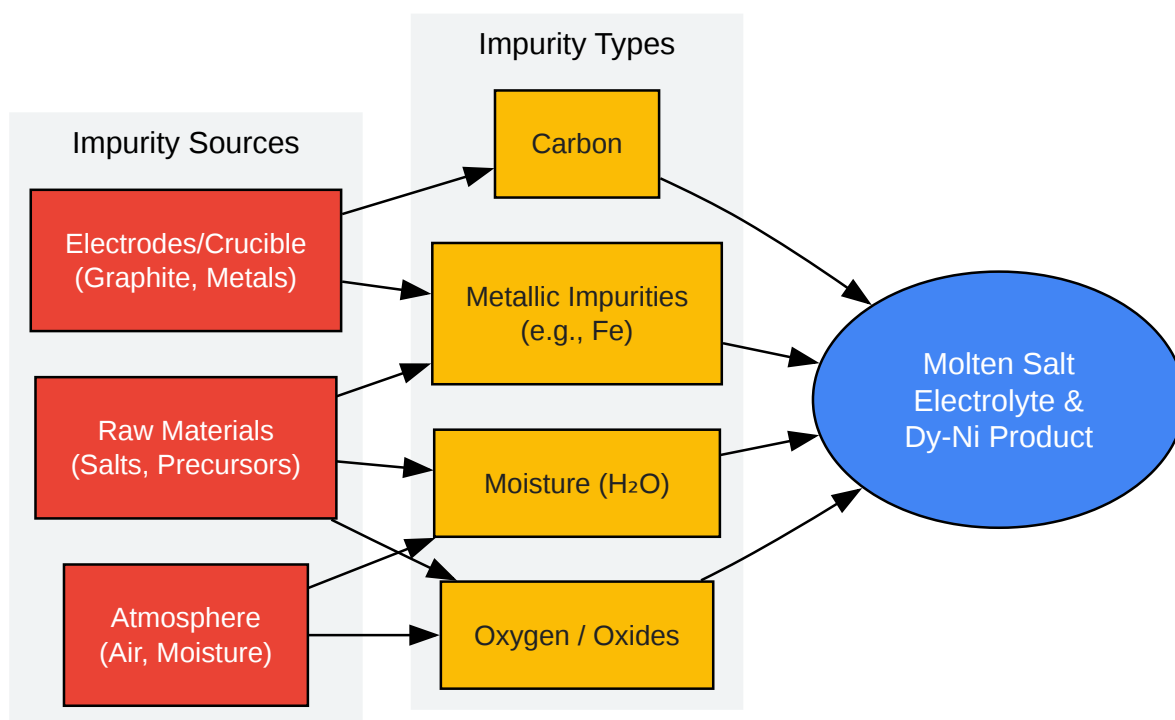 Impurity Sources
Electrodes/Crucible
(Graphite, Metals)
Raw Materials
(Salts, Precursors)
Atmosphere
(Air, Moisture)
Impurity Types
Carbon
Metallic Impurities
(e.g., Fe)
Moisture (H₂O)
Oxygen / Oxides
Molten Salt
Electrolyte &
Dy-Ni Product